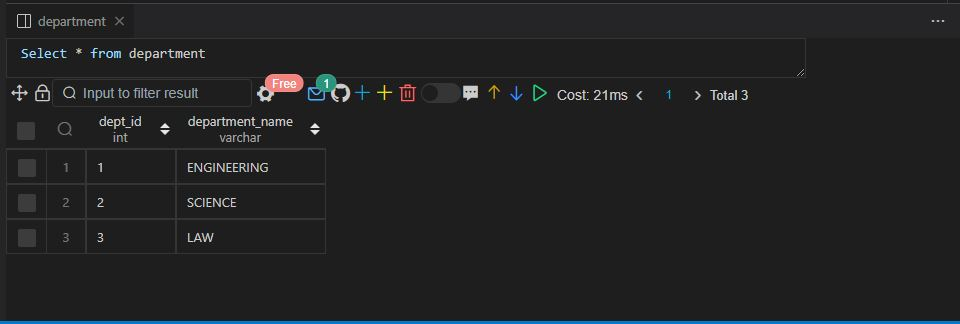 department
Select * from department
Input to filter result
Free
1
Cost: 21ms
1
Total 3
dept_id department_name
int varchar
1 1 ENGINEERING
2 2 SCIENCE
3 3 LAW